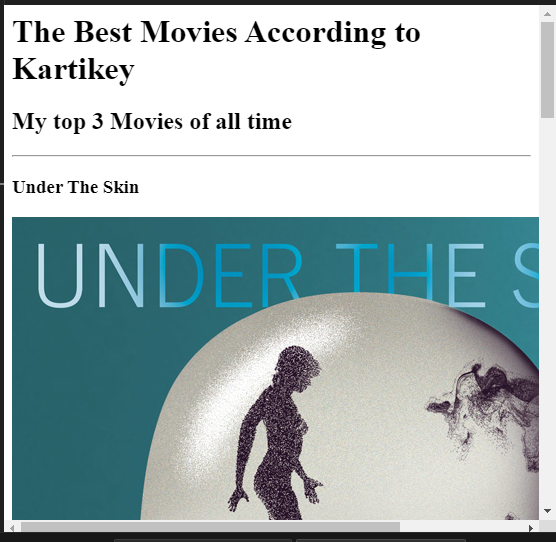 The Best Movies According to
Kartikey
My top 3 Movies of all time
Under The Skin
UNDER THE S